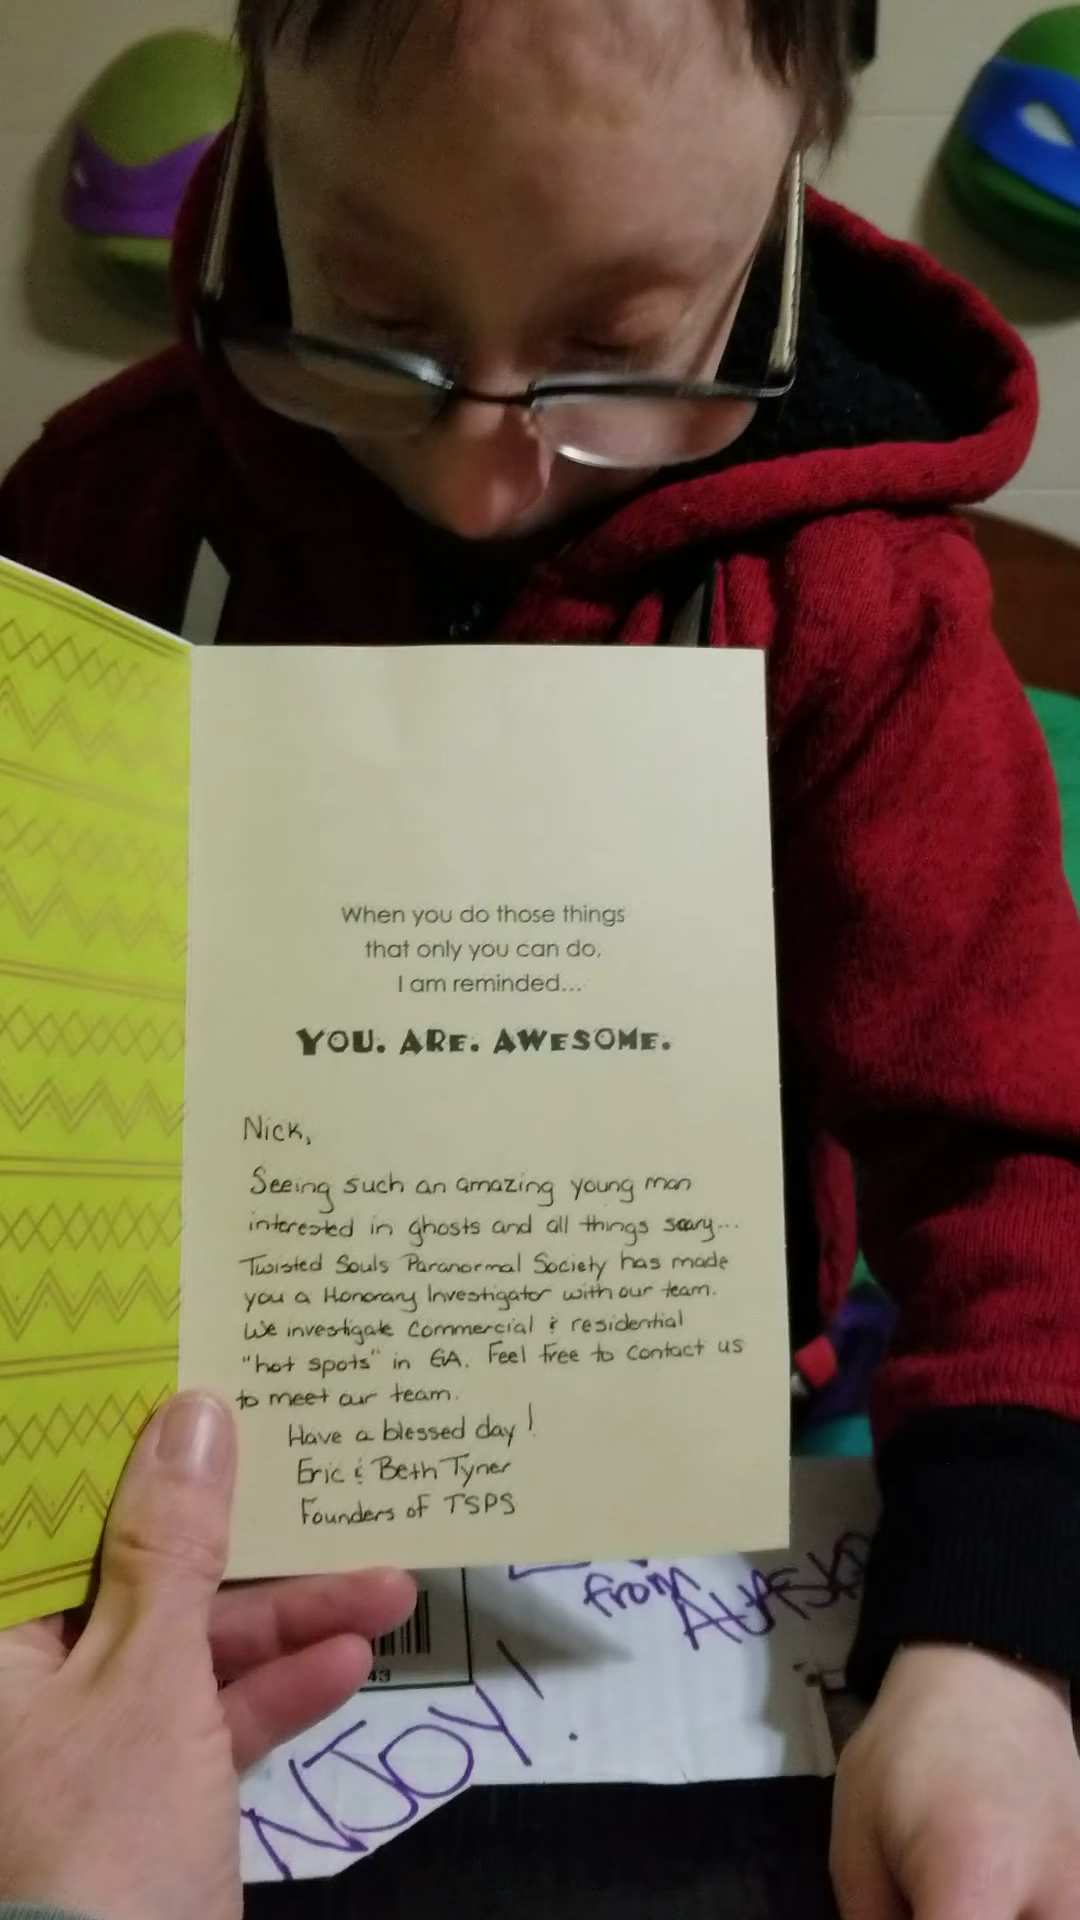 When you do those things
that only you can do,
I am reminded...
YOU. ARE. AWESOME.
Nick,
Seeing such an amazing young man
interested in ghosts and all things scary...
Twisted Souls Paranormal Society has made
you a Honorary Investigator with our team.
We investigate commercial & residential
"hot spots" in GA. Feel free to contact us
to meet our team.
Have a blessed day!
Eric & Beth Tyner
Founders of TSPS
from
43
NJOY!